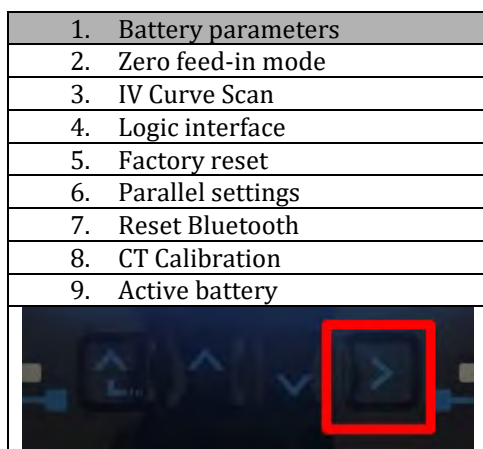 1. Battery parameters
2. Zero feed-in mode
3. IV Curve Scan
4. Logic interface
5. Factory reset
6. Parallel settings
7. Reset Bluetooth
8. CT Calibration
9. Active battery